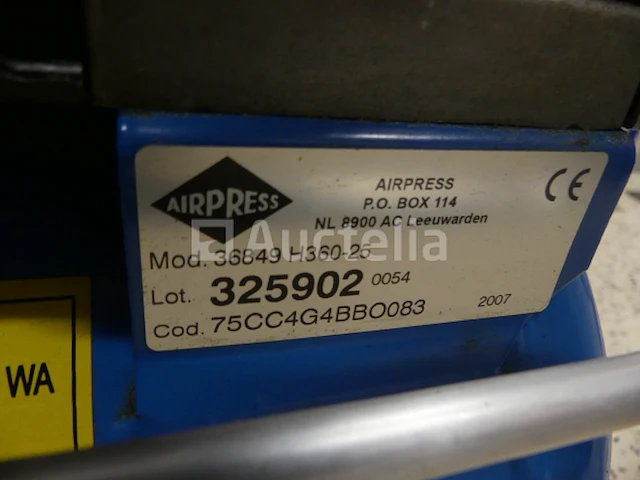 AIRPRESS
AIRPRESS
P.O. BOX 114
NL 8900 AC Leeuwarden
CE
Auctelia
Mod. 36849 H360-25
Lot. 325902 0054
Cod. 75CC4G4BBO083 2007
WA